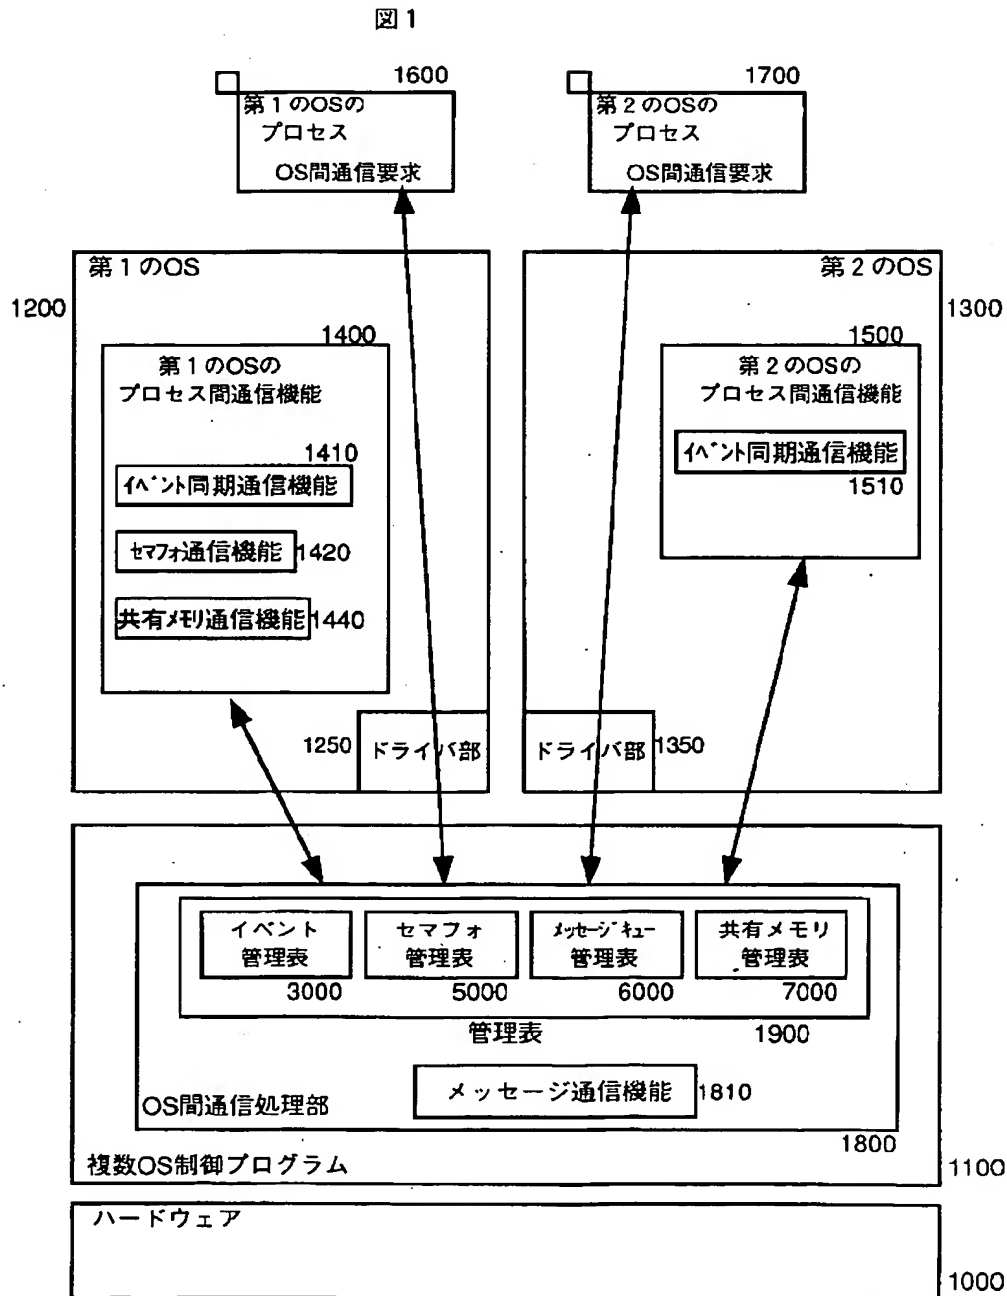 図1
1600
第1のOSの
プロセス
OS間通信要求
1700
第2のOSの
プロセス
OS間通信要求
1200
第1のOS
1400
第1のOSの
プロセス間通信機能
1410
イベント同期通信機能
セマフォ通信機能
1420
共有メモリ通信機能
1440
1250
ドライバ部
第2のOS
1300
1500
第2のOSの
プロセス間通信機能
イベント同期通信機能
1510
ドライバ部
1350
イベント
管理表
3000
セマフォ
管理表
5000
メッセージキュー
管理表
6000
共有メモリ
管理表
7000
管理表
1900
メッセージ通信機能
1810
OS間通信処理部
1800
複数OS制御プログラム
1100
ハードウェア
1000